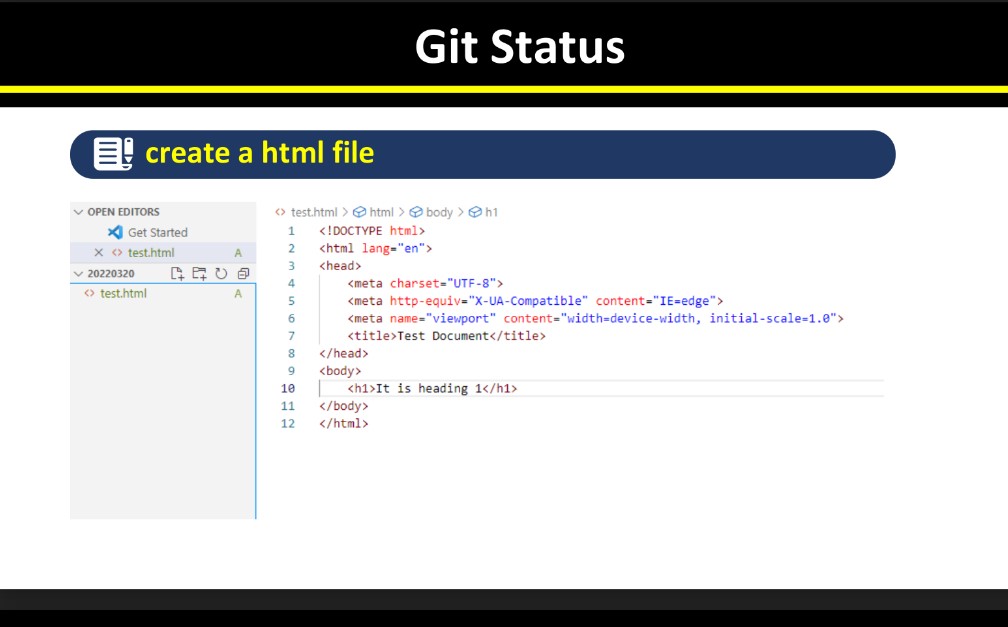 Git Status
create a html file
OPEN EDITORS
Get Started
test.html A
20220320
test.html A
test.html > html > body > h1
1 <!DOCTYPE html>
2 <html lang="en">
3 <head>
4 <meta charset="UTF-8">
5 <meta http-equiv="X-UA-Compatible" content="IE=edge">
6 <meta name="viewport" content="width=device-width, initial-scale=1.0">
7 <title>Test Document</title>
8 </head>
9 <body>
10 <h1>It is heading 1</h1>
11 </body>
12 </html>